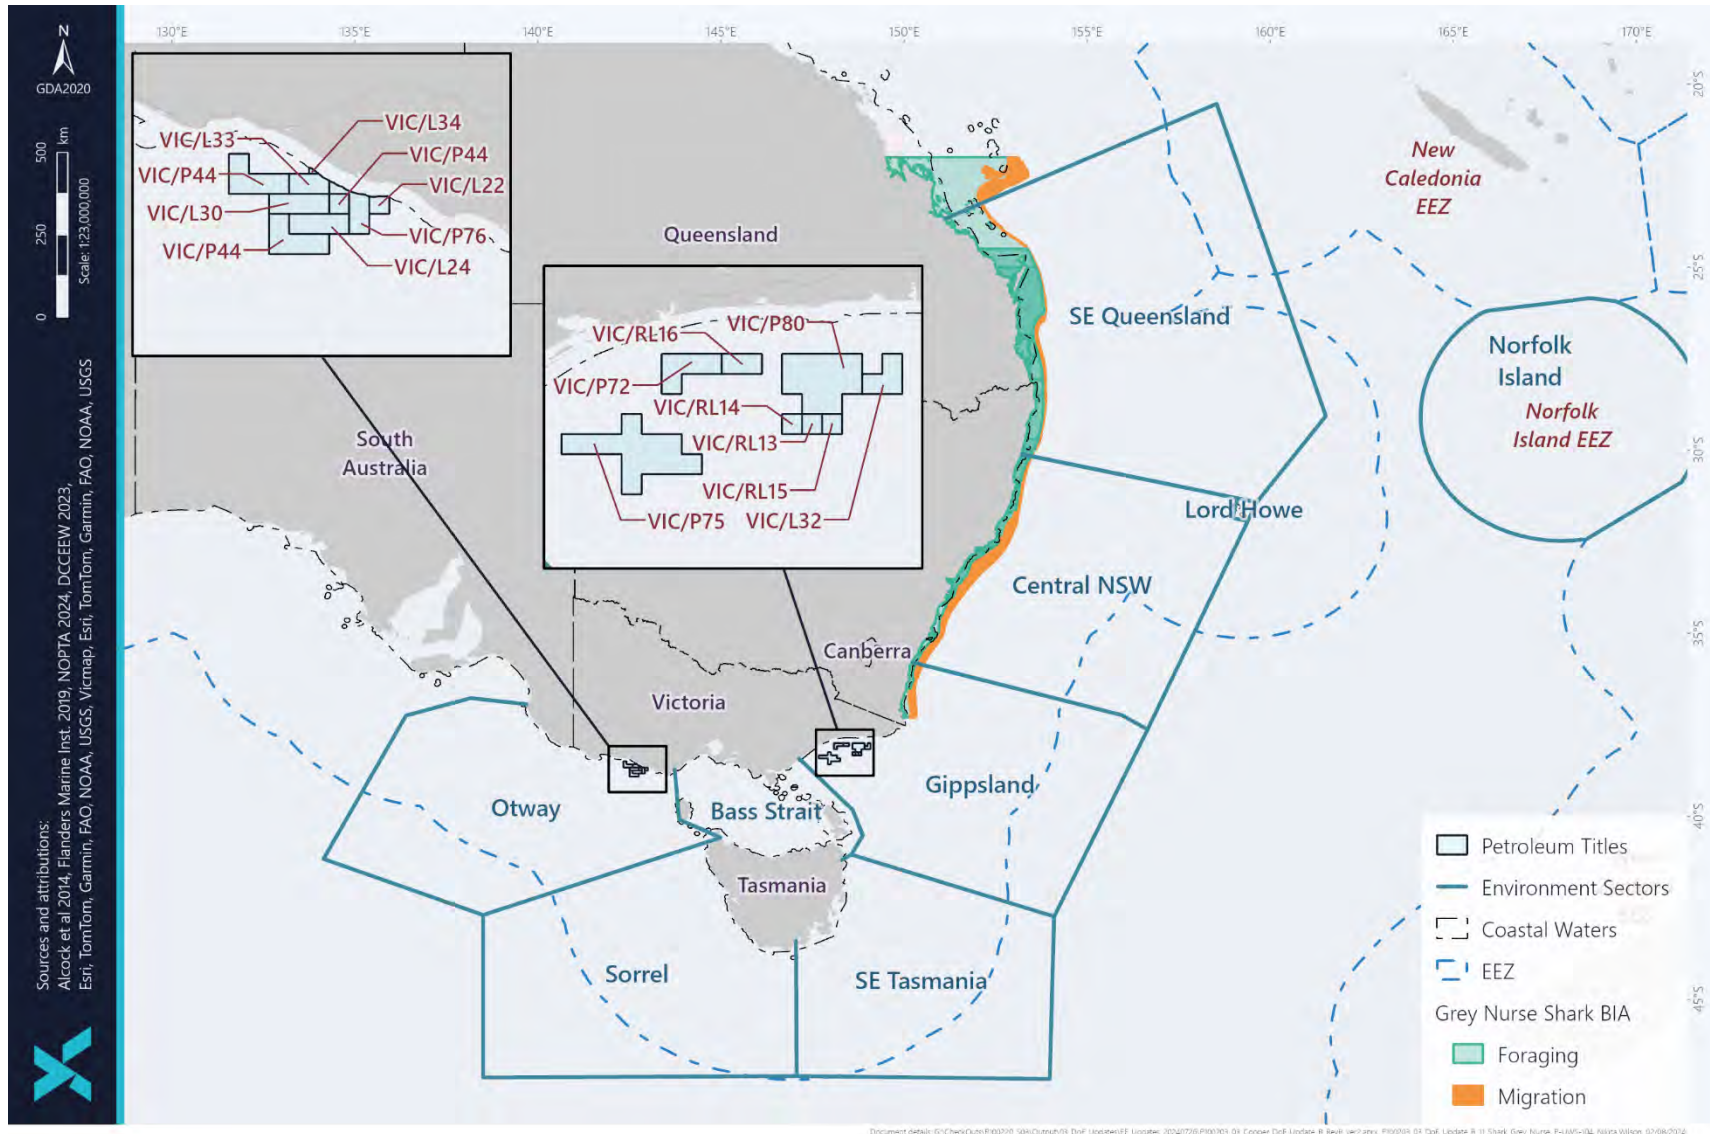 130°E
135°E
140°E
145°E
150°E
155°E
160°E
165°E
170°E
20°S
25°S
30°S
35°S
40°S
45°S
N
GDA2020
0
250
500
km
Scale: 1:23,000,000
Sources and attributions:
Alcock et al 2014, Flanders Marine Inst. 2019, NOPTA 2024, DCCEEW 2023,
Esri, TomTom, Garmin, FAO, NOAA, USGS, Vicmap, Esri, TomTom, Garmin, FAO, NOAA, USGS
VIC/L34
VIC/L33
VIC/P44
VIC/P44
VIC/L22
VIC/L30
VIC/P76
VIC/P44
VIC/L24
VIC/P80
VIC/RL16
VIC/P72
VIC/RL14
VIC/RL13
VIC/RL15
VIC/P75
VIC/L32
Queensland
South
Australia
Canberra
Victoria
Tasmania
New
Caledonia
EEZ
SE Queensland
Norfolk
Island
Norfolk
Island EEZ
Lord Howe
Central NSW
Gippsland
Otway
Bass Strait
Sorrel
SE Tasmania
Petroleum Titles
Environment Sectors
Coastal Waters
EEZ
Grey Nurse Shark BIA
Foraging
Migration